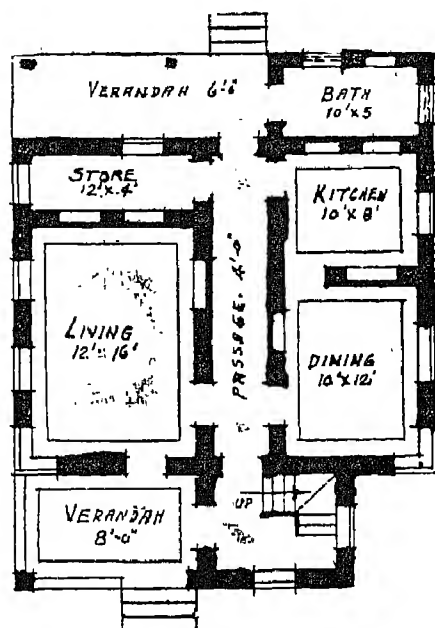 VERANDAH 6'-6"
BATH
10'x5
STORE
12'x4'
KITCHEN
10'x8'
PASSAGE. 4'-0"
LIVING
12'x16'
DINING
10'x12'
UP
VERANDAH
8'-0"